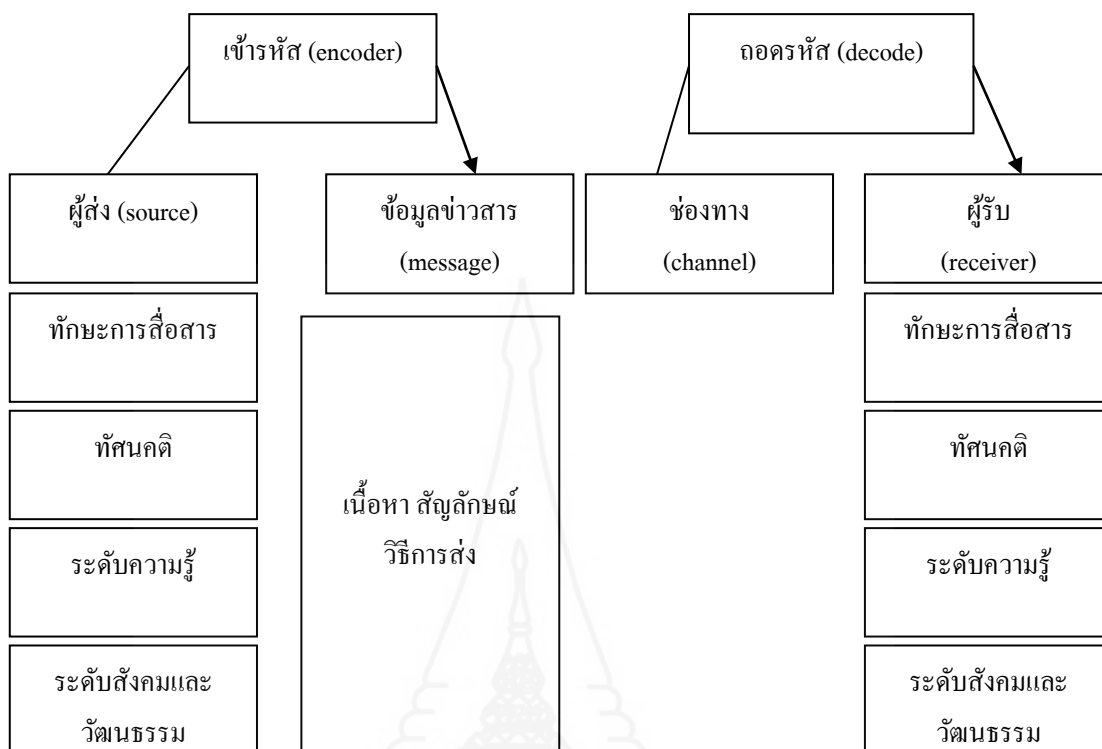 เข้ารหัส (encoder)
ถอดรหัส (decode)
ผู้ส่ง (source)
ข้อมูลข่าวสาร
(message)
ช่องทาง
(channel)
ผู้รับ
(receiver)
ทักษะการสื่อสาร
ทักษะการสื่อสาร
ทัศนคติ
ทัศนคติ
เนื้อหา สัญลักษณ์
วิธีการส่ง
ระดับความรู้
ระดับความรู้
ระดับสังคมและ
วัฒนธรรม
ระดับสังคมและ
วัฒนธรรม